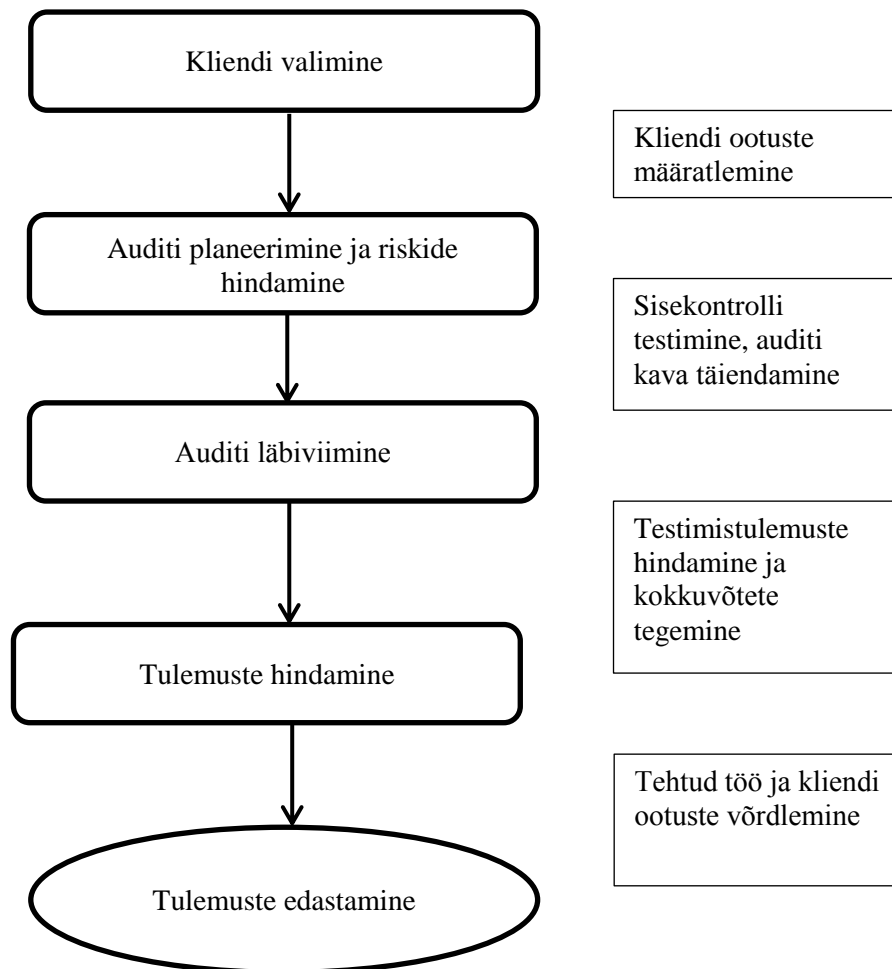 Kliendi valimine
Kliendi ootuste
määratlemine
Auditi planeerimine ja riskide
hindamine
Sisekontrolli
testimine, auditi
kava täiendamine
Auditi läbiviimine
Testimistulemuste
hindamine ja
kokkuvõtete
tegemine
Tulemuste hindamine
Tehtud töö ja kliendi
ootuste võrdlemine
Tulemuste edastamine